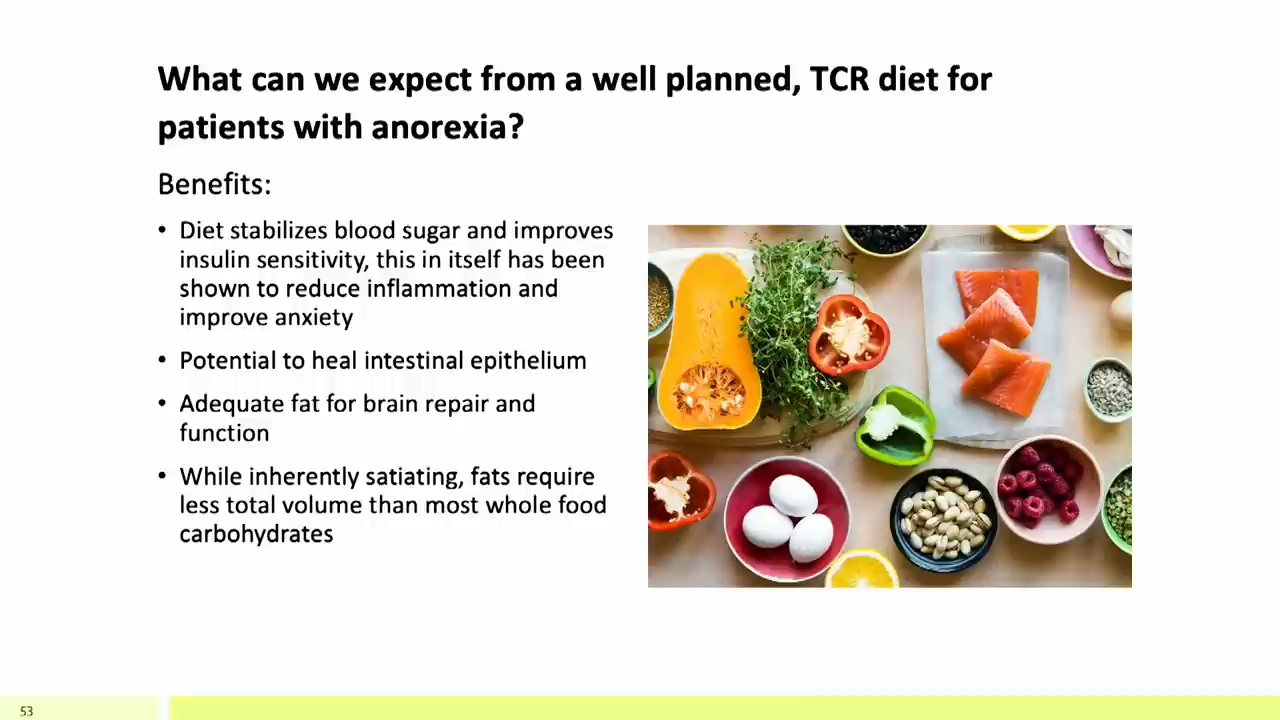 What can we expect from a well planned, TCR diet for
patients with anorexia?
Benefits:
• Diet stabilizes blood sugar and improves
insulin sensitivity, this in itself has been
shown to reduce inflammation and
improve anxiety
• Potential to heal intestinal epithelium
• Adequate fat for brain repair and
function
• While inherently satiating, fats require
less total volume than most whole food
carbohydrates
53